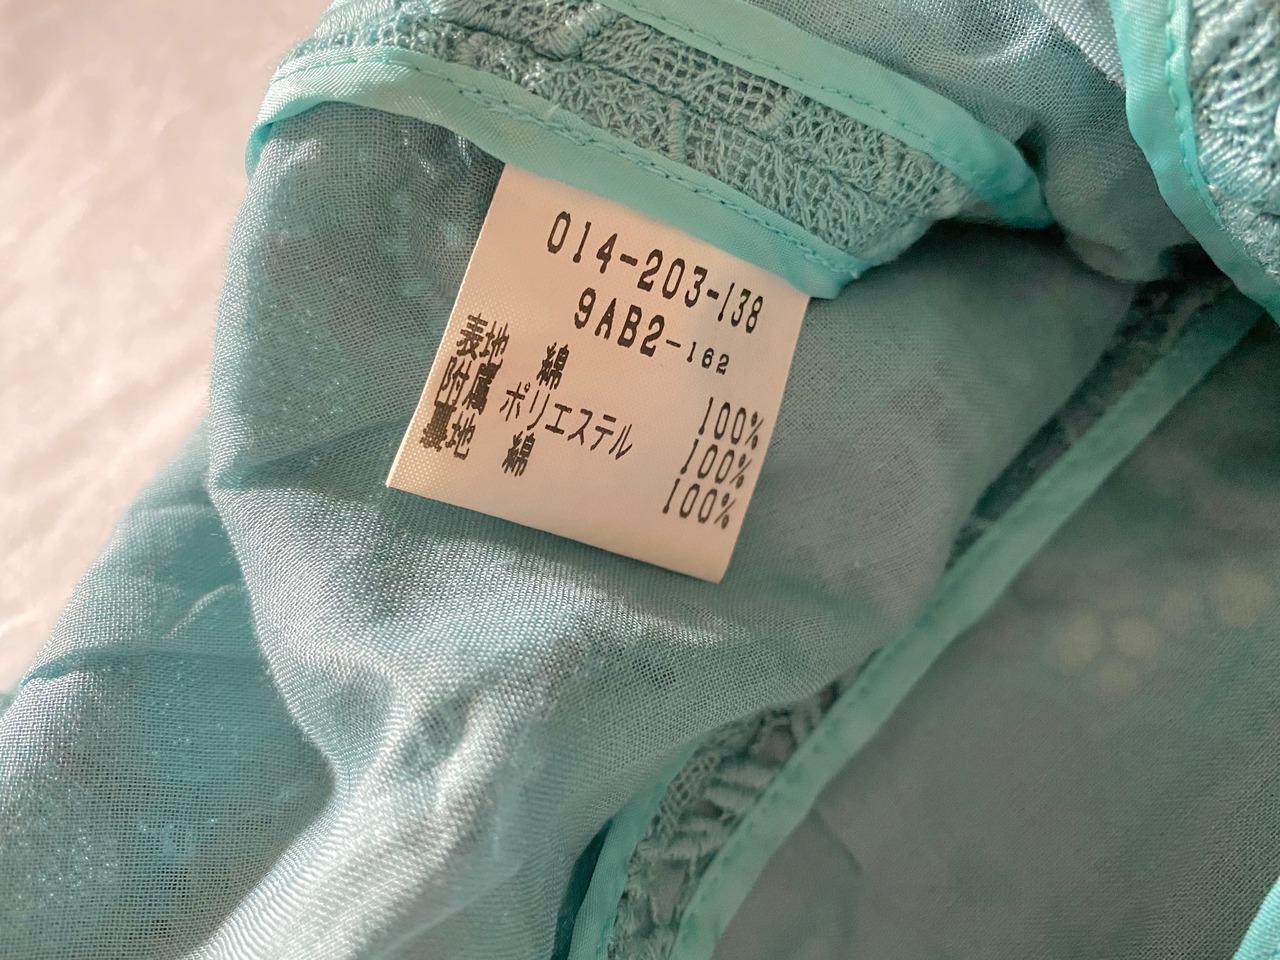 014-203-138
9AB2-162
表地 綿 100%
附属 ポリエステル 100%
裏地 綿 100%